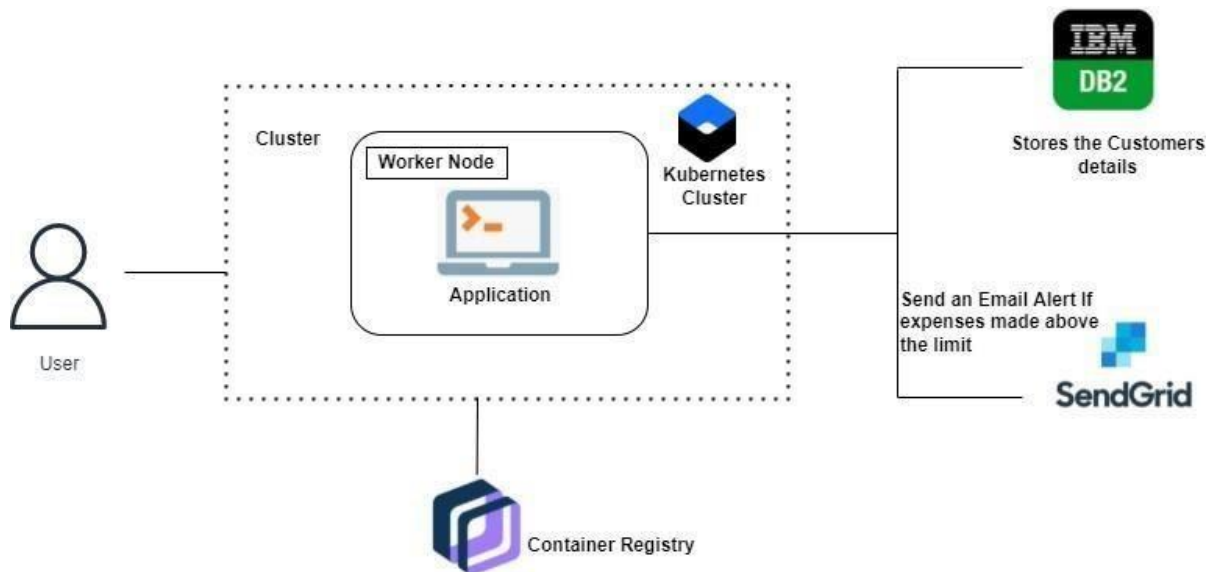 IBM
DB2
Stores the Customers
details
Cluster
Worker Node
Kubernetes
Cluster
Application
User
Send an Email Alert If
expenses made above
the limit
SendGrid
Container Registry